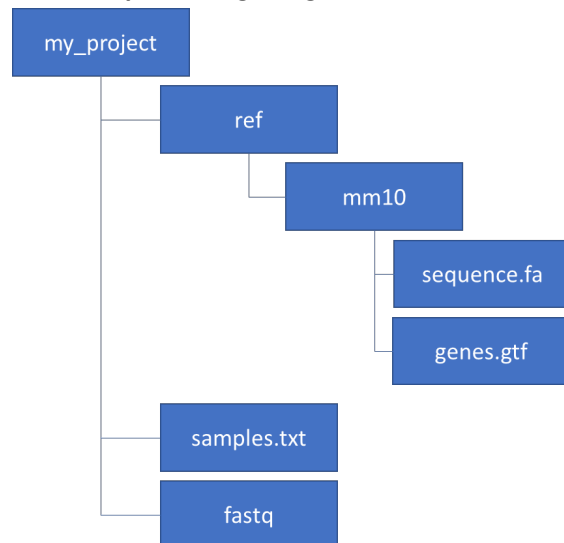 my_project
ref
mm10
sequence.fa
genes.gtf
samples.txt
fastq